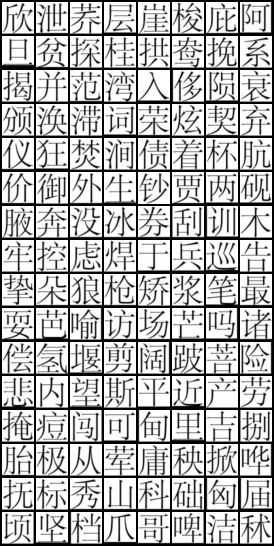 欣泄荞层崖梭庇阿
旦贫探桂拱鸯挽系
揭并范湾入侈陨衰
颁涣滞词荣炫契弃
仪狂焚涧债着杯肮
价御外生钞贾两砚
腋奔没冰券刮训木
牢控虑焊于兵巡告
挚朵狼枪矫浆笔最
耍芭喻访场芒吗诸
偿氢堰剪阔跛菩险
悲内望斯平近产劳
掩痘闯可甸里吉捌
胎极从荤庸秧掀哗
抚标秀山科础匈届
顷坚档爪哥啤洁秫